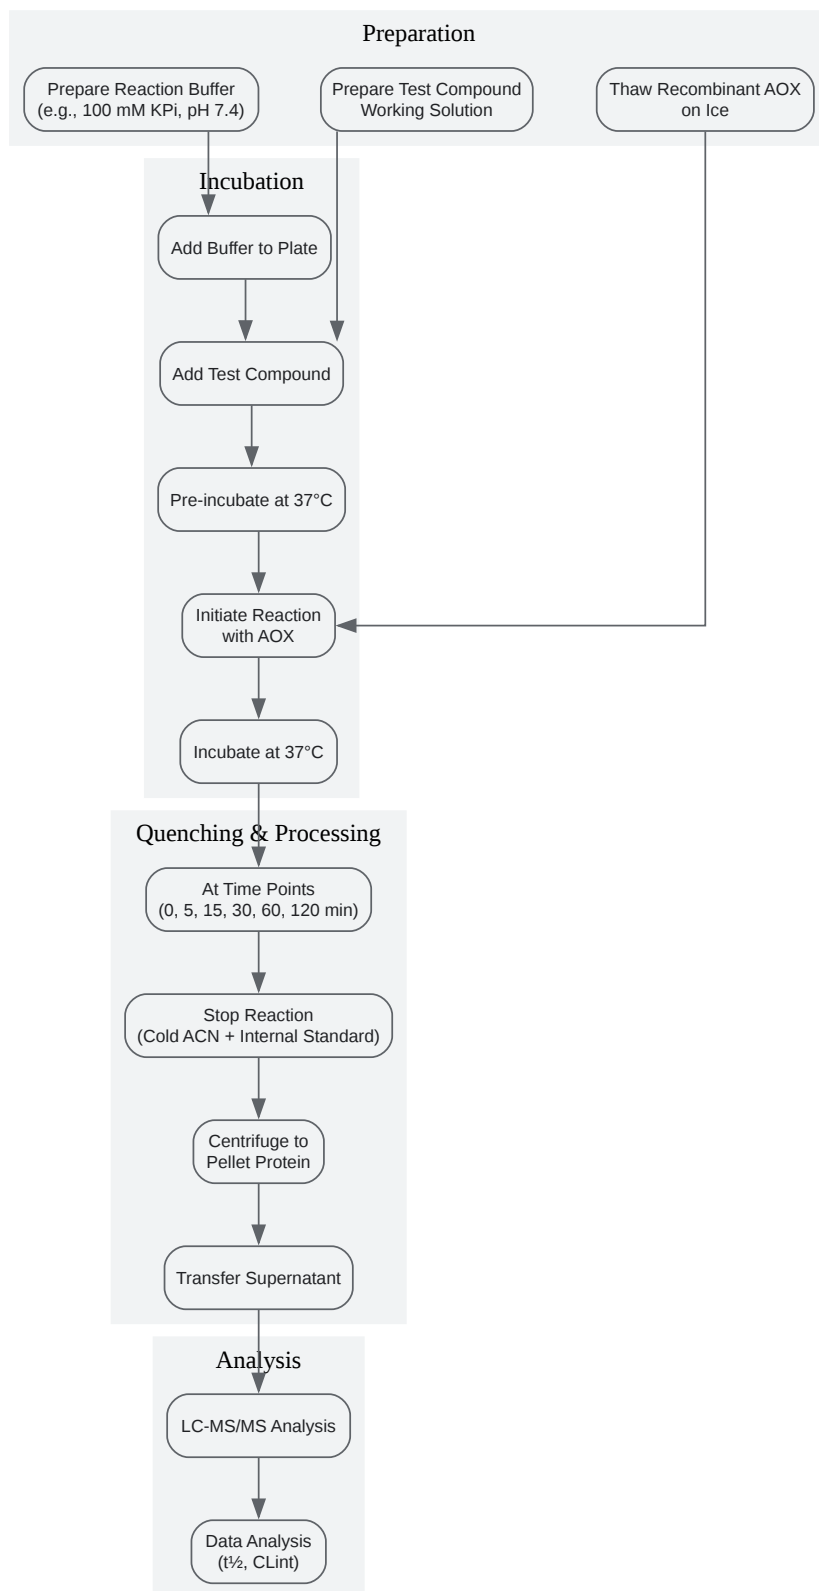 Preparation
Prepare Reaction Buffer
(e.g., 100 mM KPi, pH 7.4)
Prepare Test Compound
Working Solution
Thaw Recombinant AOX
on Ice
Incubation
Add Buffer to Plate
Add Test Compound
Pre-incubate at 37°C
Initiate Reaction
with AOX
Incubate at 37°C
Quenching & Processing
At Time Points
(0, 5, 15, 30, 60, 120 min)
Stop Reaction
(Cold ACN + Internal Standard)
Centrifuge to
Pellet Protein
Transfer Supernatant
Analysis
LC-MS/MS Analysis
Data Analysis
(t½, CLint)